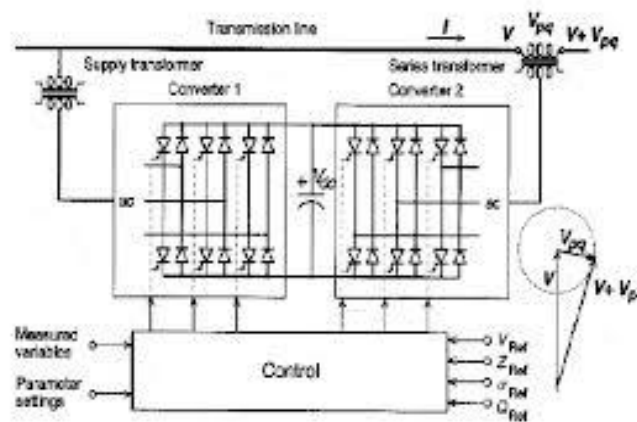 Transmission line
I
V
Vpq
V+ Vpq
Supply transformer
Series transformer
Converter 1
Converter 2
ac
+
Vdc
ac
Vpq
V
V+ Vp
Measured variables
Parameter settings
Control
VRef
ZRef
αRef
QRef